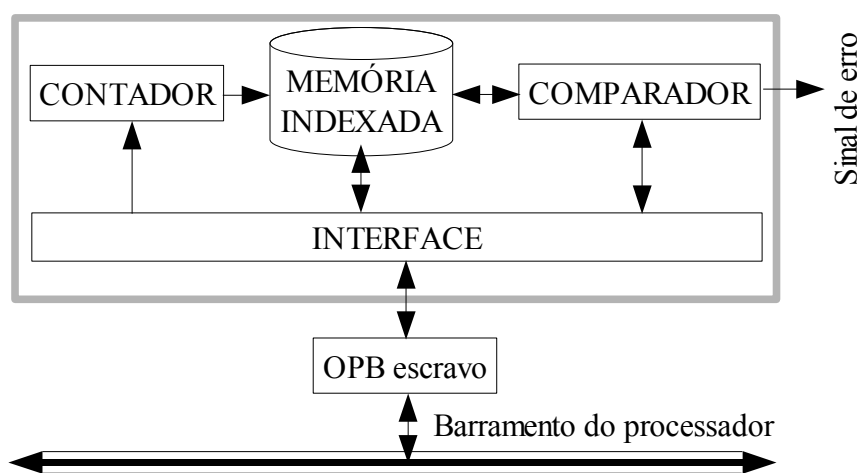 CONTADOR
MEMÓRIA
INDEXADA
COMPARADOR
Sinal de erro
INTERFACE
OPB escravo
Barramento do processador